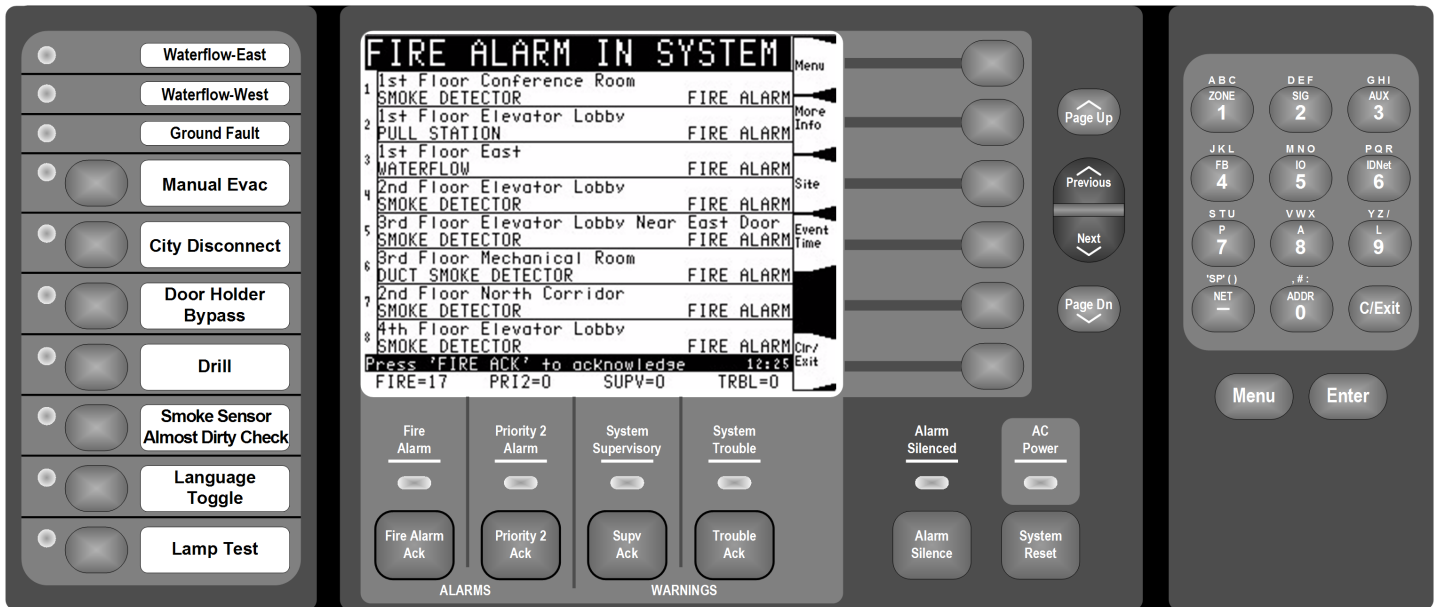 Waterflow-East
Waterflow-West
Ground Fault
Manual Evac
City Disconnect
Door Holder
Bypass
Drill
Smoke Sensor
Almost Dirty Check
Language
Toggle
Lamp Test
FIRE ALARM IN SYSTEM
1 1st Floor Conference Room
SMOKE DETECTOR FIRE ALARM
2 1st Floor Elevator Lobby
PULL STATION FIRE ALARM
3 1st Floor East
WATERFLOW FIRE ALARM
4 2nd Floor Elevator Lobby
SMOKE DETECTOR FIRE ALARM
5 3rd Floor Elevator Lobby Near East Door
SMOKE DETECTOR FIRE ALARM
6 3rd Floor Mechanical Room
DUCT SMOKE DETECTOR FIRE ALARM
7 2nd Floor North Corridor
SMOKE DETECTOR FIRE ALARM
8 4th Floor Elevator Lobby
SMOKE DETECTOR FIRE ALARM
Press 'FIRE ACK' to acknowledge 12:25
FIRE=17 PRI2=0 SUPV=0 TRBL=0
Menu
More
Info
Site
Event
Time
Clr/
Exit
Fire
Alarm
Priority 2
Alarm
System
Supervisory
System
Trouble
Fire Alarm
Ack
Priority 2
Ack
Supv
Ack
Trouble
Ack
ALARMS
WARNINGS
Alarm
Silenced
AC
Power
Alarm
Silence
System
Reset
Page Up
Previous
Next
Page Dn
A B C D E F G H I
ZONE SIG AUX
1 2 3
J K L M N O P Q R
FB IO IDNet
4 5 6
S T U V W X Y Z /
P A L
7 8 9
'SP' ( ) , # :
NET ADDR C/Exit
– 0
Menu Enter